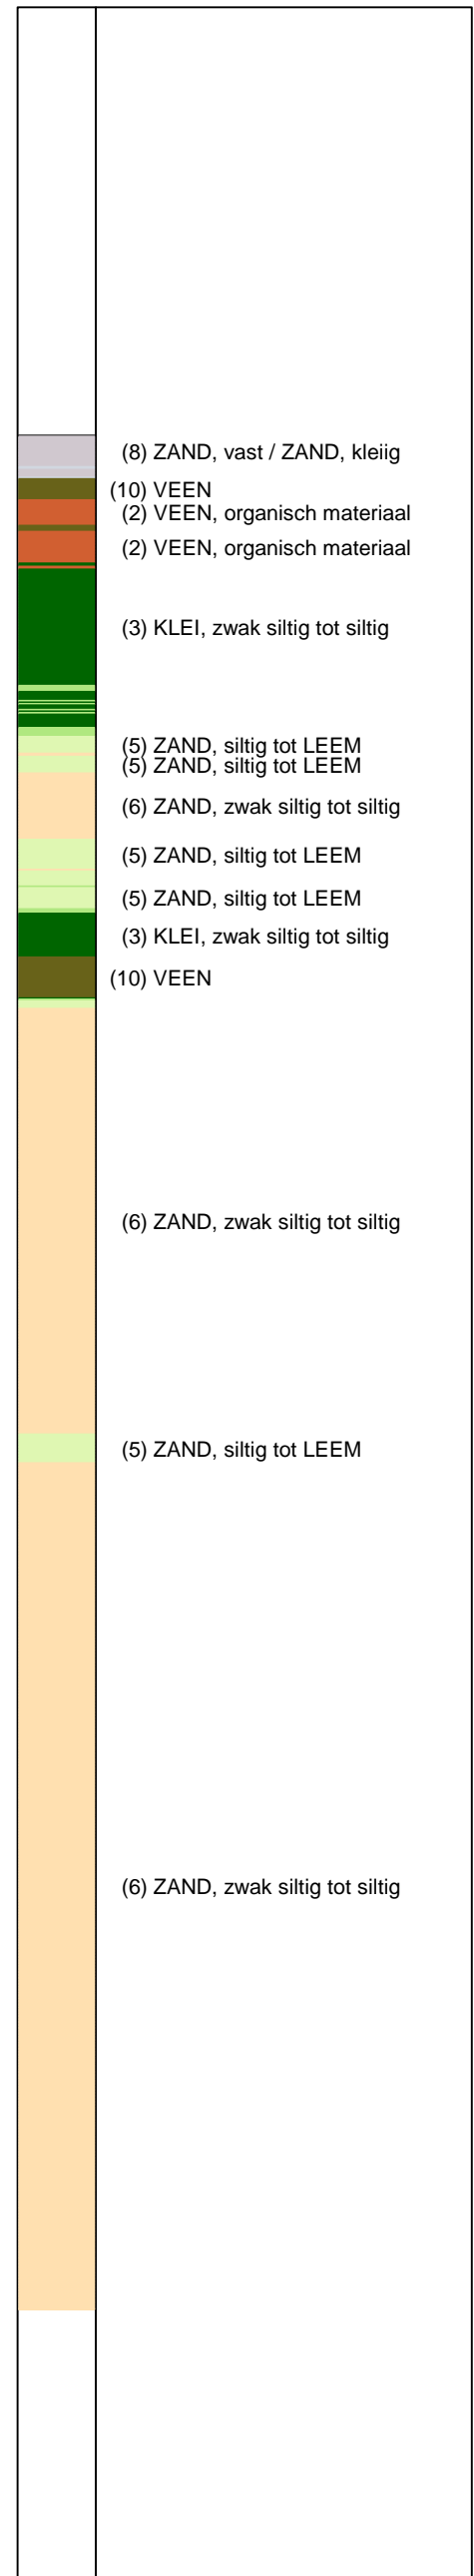 (8) ZAND, vast / ZAND, kleiig
(10) VEEN
(2) VEEN, organisch materiaal
(2) VEEN, organisch materiaal
(3) KLEI, zwak siltig tot siltig
(5) ZAND, siltig tot LEEM
(5) ZAND, siltig tot LEEM
(6) ZAND, zwak siltig tot siltig
(5) ZAND, siltig tot LEEM
(5) ZAND, siltig tot LEEM
(3) KLEI, zwak siltig tot siltig
(10) VEEN
(6) ZAND, zwak siltig tot siltig
(5) ZAND, siltig tot LEEM
(6) ZAND, zwak siltig tot siltig